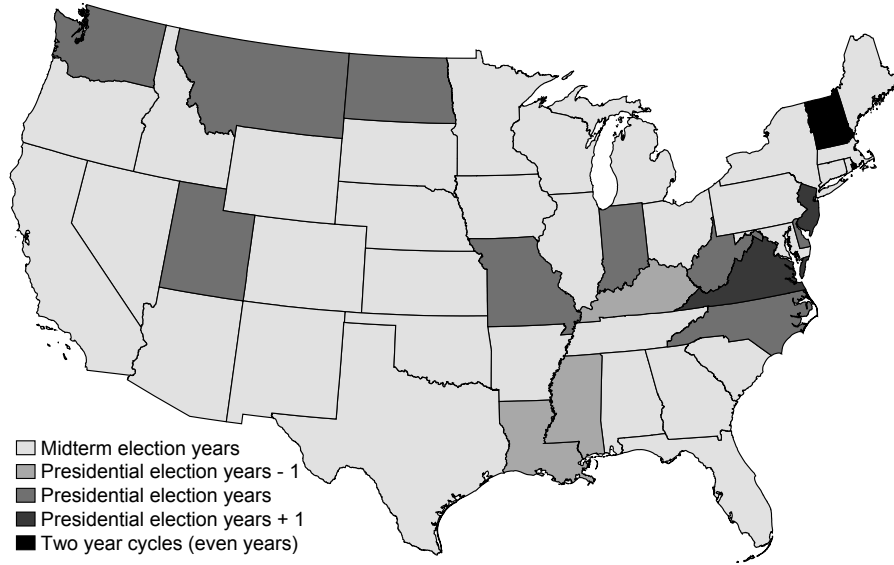 Midterm election years
Presidential election years - 1
Presidential election years
Presidential election years + 1
Two year cycles (even years)